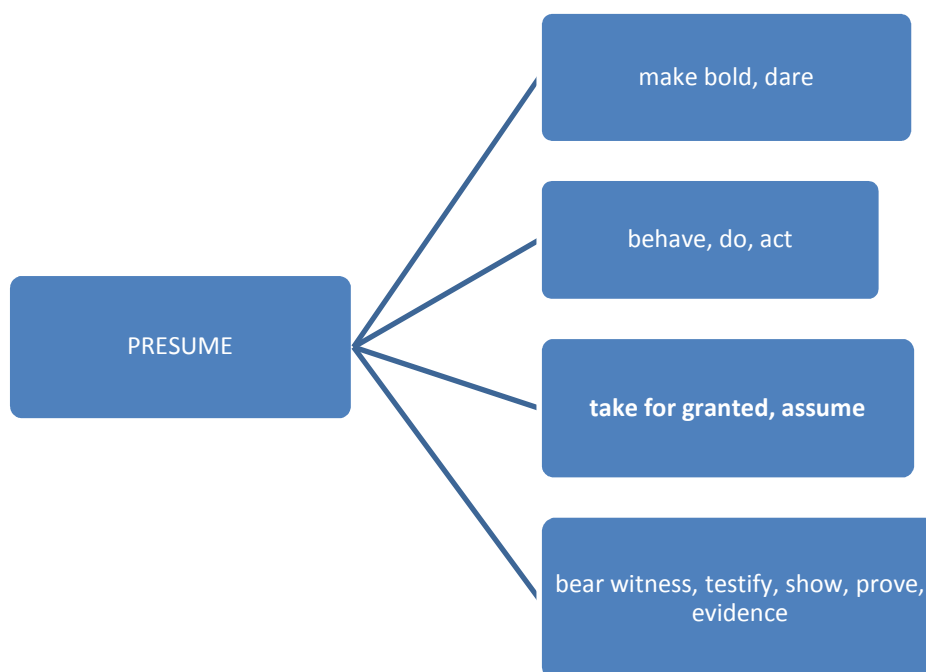 make bold, dare
behave, do, act
PRESUME
take for granted, assume
bear witness, testify, show, prove,
evidence